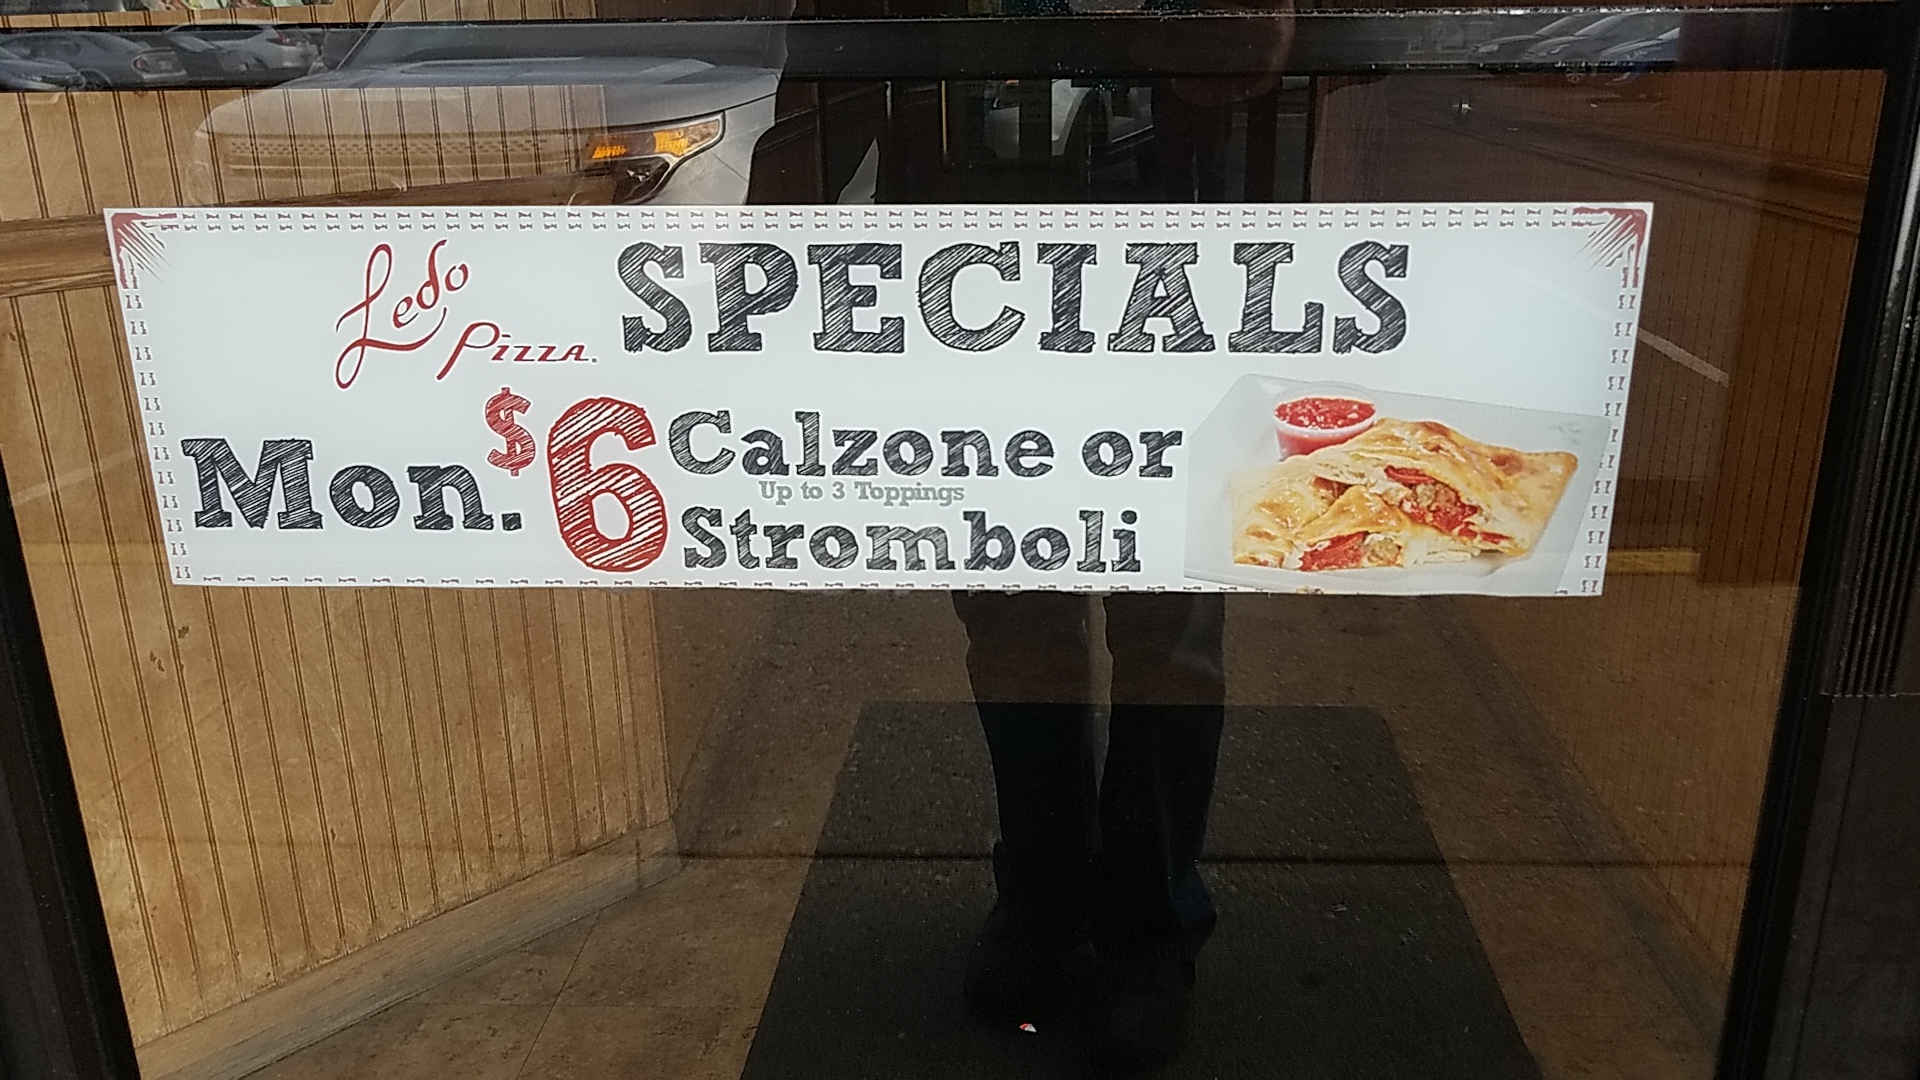 Ledo Pizza. SPECIALS
Mon. $6 Calzone or
Up to 3 Toppings
Stromboli